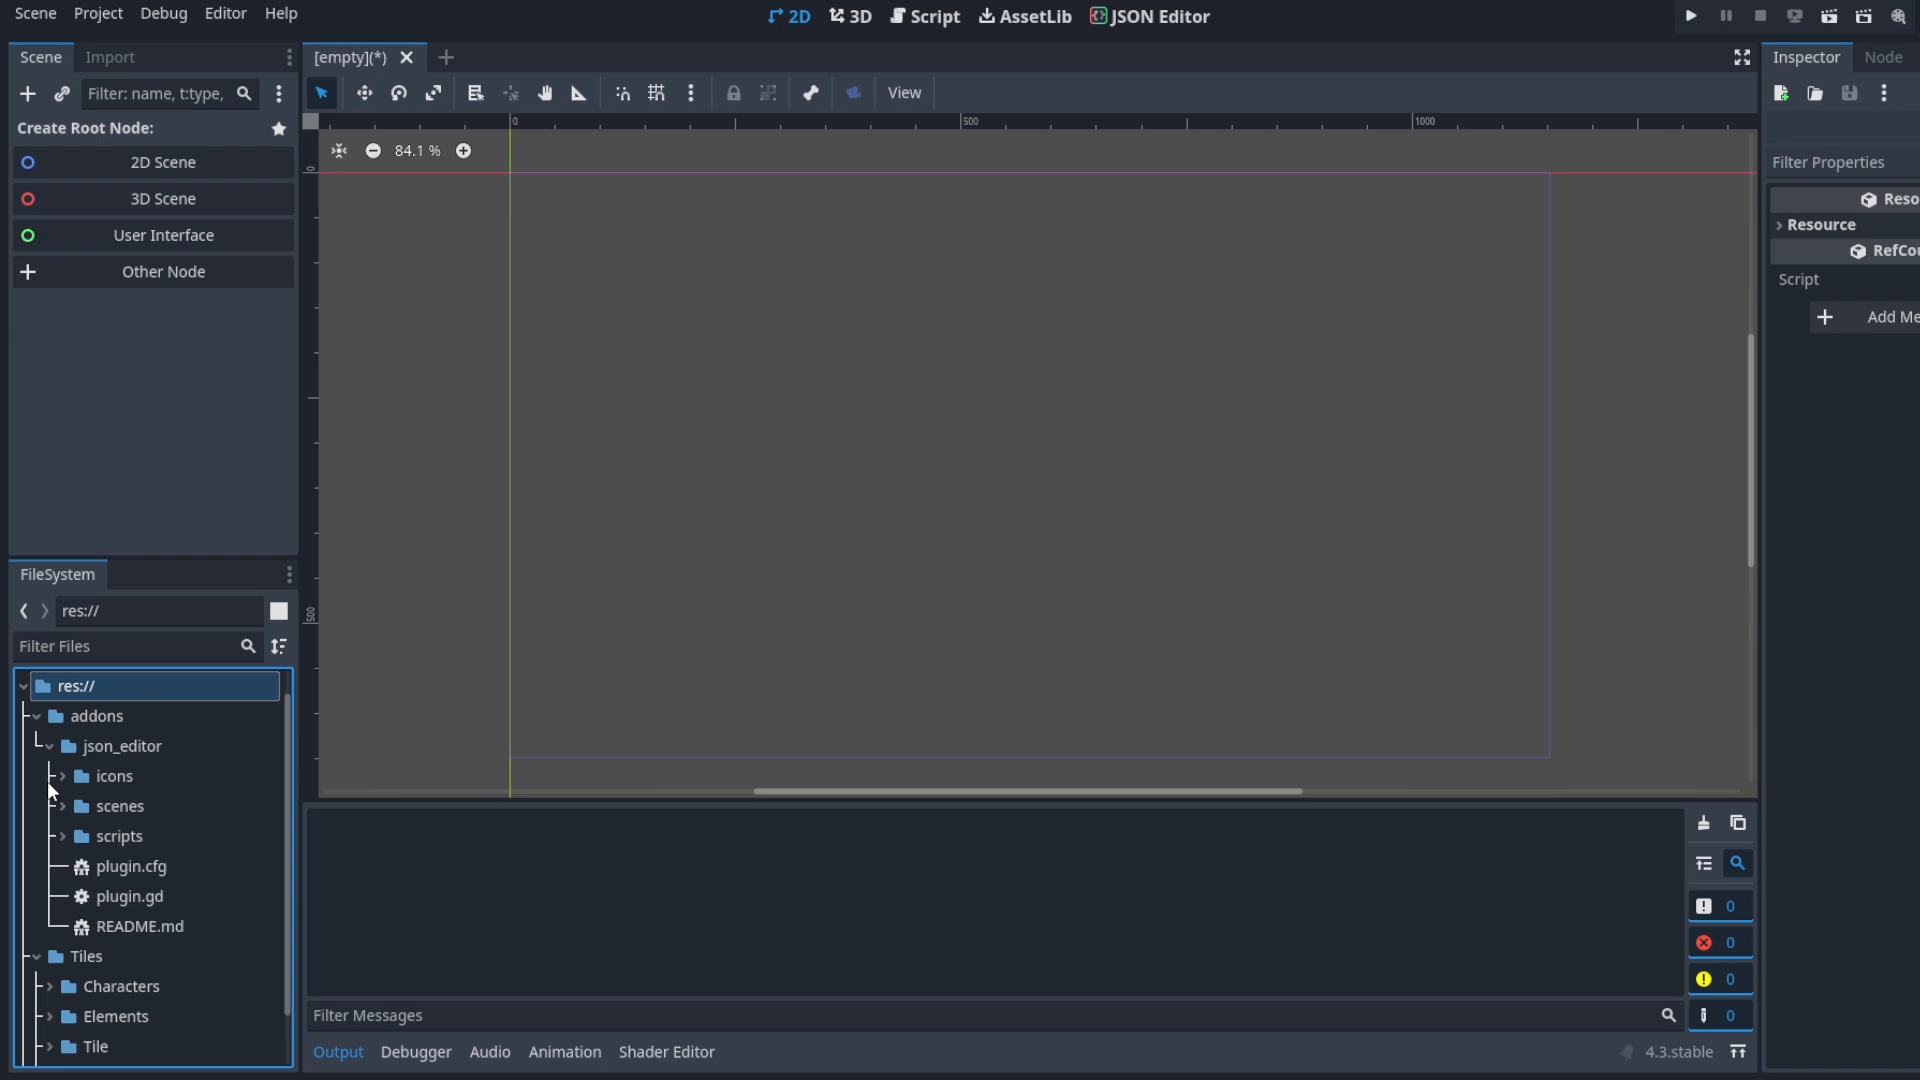 Scene Project Debug Editor Help
2D 3D Script AssetLib JSON Editor
Scene Import
Filter: name, t:type,
Create Root Node:
2D Scene
3D Scene
User Interface
Other Node
[empty](*)
View
0 500 1000
0
500
84.1 %
FileSystem
res://
Filter Files
res://
addons
json_editor
icons
scenes
scripts
plugin.cfg
plugin.gd
README.md
Tiles
Characters
Elements
Tile
0
0
0
0
Filter Messages
Output Debugger Audio Animation Shader Editor
4.3.stable
Inspector Node
Filter Properties
Reso
Resource
RefCou
Script
Add Me